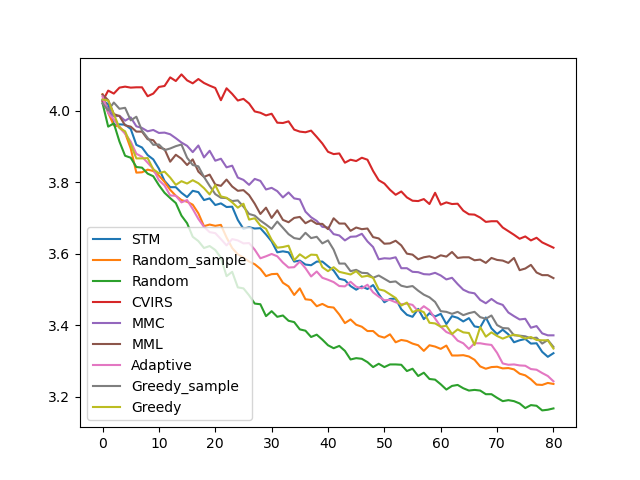 4.0
3.8
3.6
3.4
3.2
STM
Random_sample
Random
CVIRS
MMC
MML
Adaptive
Greedy_sample
Greedy
0 10 20 30 40 50 60 70 80